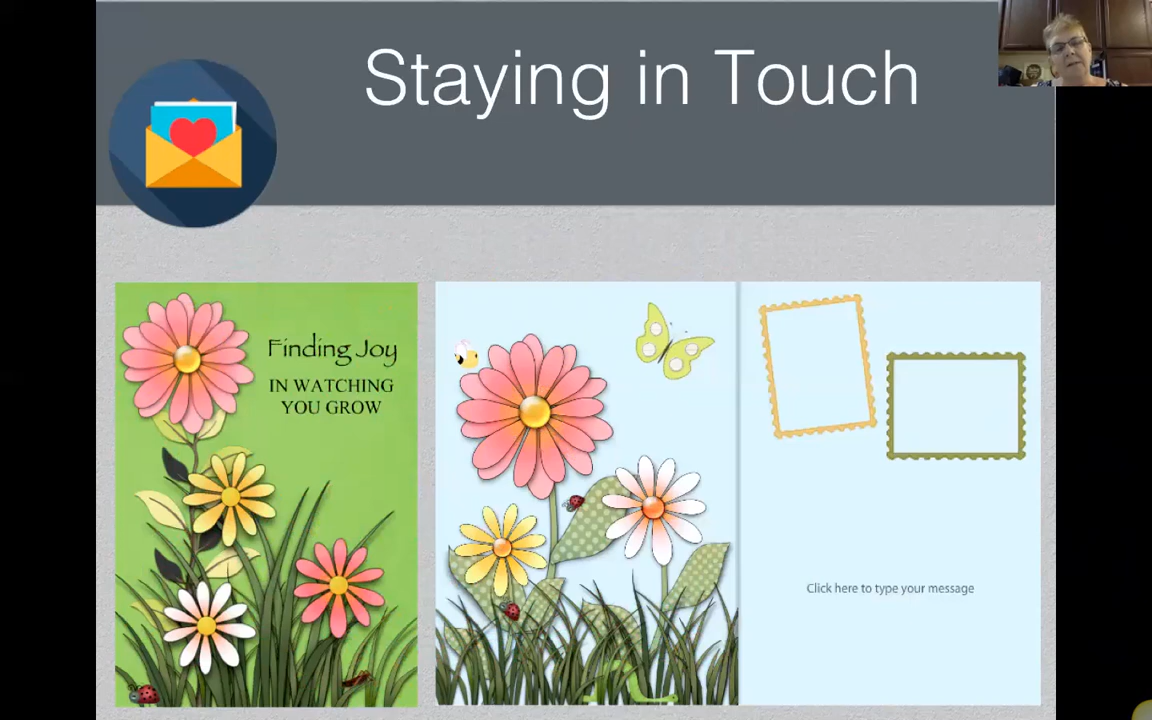 Staying in Touch
Finding Joy
IN WATCHING
YOU GROW
Click here to type your message